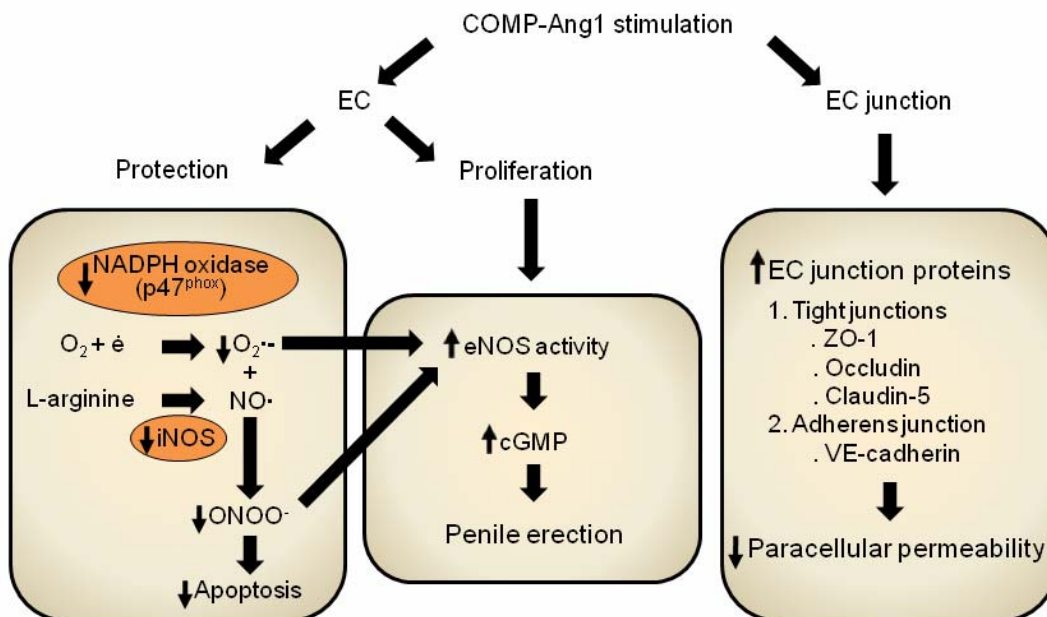 COMP-Ang1 stimulation
EC
EC junction
Protection
Proliferation
↓NADPH oxidase
(p47phox)
O2 + ė → ↓O2•-
+
L-arginine → NO•
↓iNOS
↓ONOO-
↓Apoptosis
↑eNOS activity
↑cGMP
Penile erection
↑EC junction proteins
1. Tight junctions
. ZO-1
. Occludin
. Claudin-5
2. Adherens junction
. VE-cadherin
↓Paracellular permeability